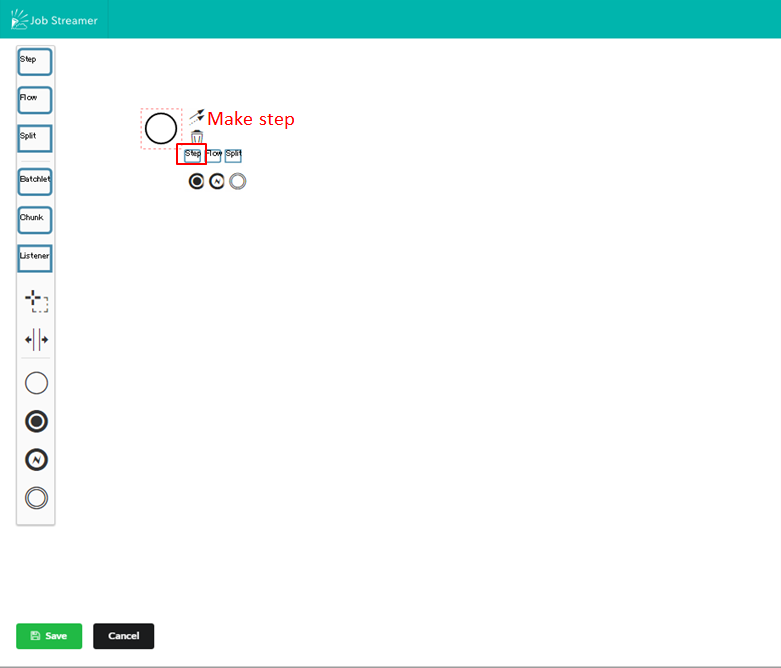 Job Streamer
Step
Flow
Split
Batchlet
Chunk
Listener
Make step
Step Flow Split
Save Cancel